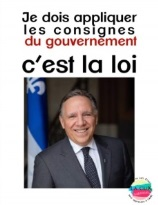 Je dois appliquer
les consignes
du gouvernement
c'est la loi